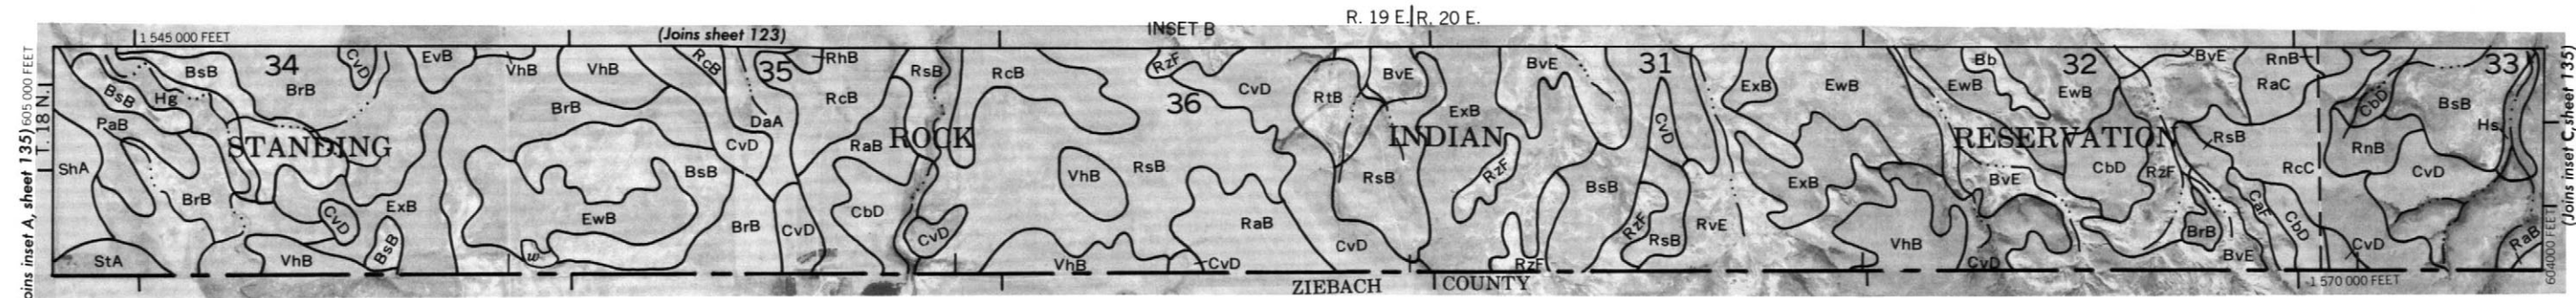 R. 19 E. R. 20 E.
INSET B
1 545 000 FEET
(Joins sheet 123)
605 000 FEET
T. 18 N.
oins inset A, sheet 135)
34
35
36
31
32
33
STANDING ROCK INDIAN RESERVATION
BsB
BrB
CvD
EvB
VhB
VhB
RcB
RhB
RsB
RcB
RzF
CvD
BvE
BvE
ExB
EwB
Bb
EwB
EwB
BvE
RnB
RaC
CbD
BsB
Hs
BsB
Hg
PaB
BrB
DaA
RcB
RtB
ExB
CvD
RsB
RnB
ShA
BrB
CvD
BsB
CvD
RaB
VhB
RsB
RsB
RzF
BsB
ExB
BvE
CbD
RzF
RcC
CvD
ExB
EwB
BrB
CvD
CbD
CvD
RaB
CvD
RzF
RsB
RvE
VhB
BrB
CaF
CbD
CvD
RaB
StA
VhB
BsB
w
VhB
CvD
RzF
CvD
BvE
ZIEBACH COUNTY
1 570 000 FEET
604 000 FEET
(Joins inset C, sheet 135)